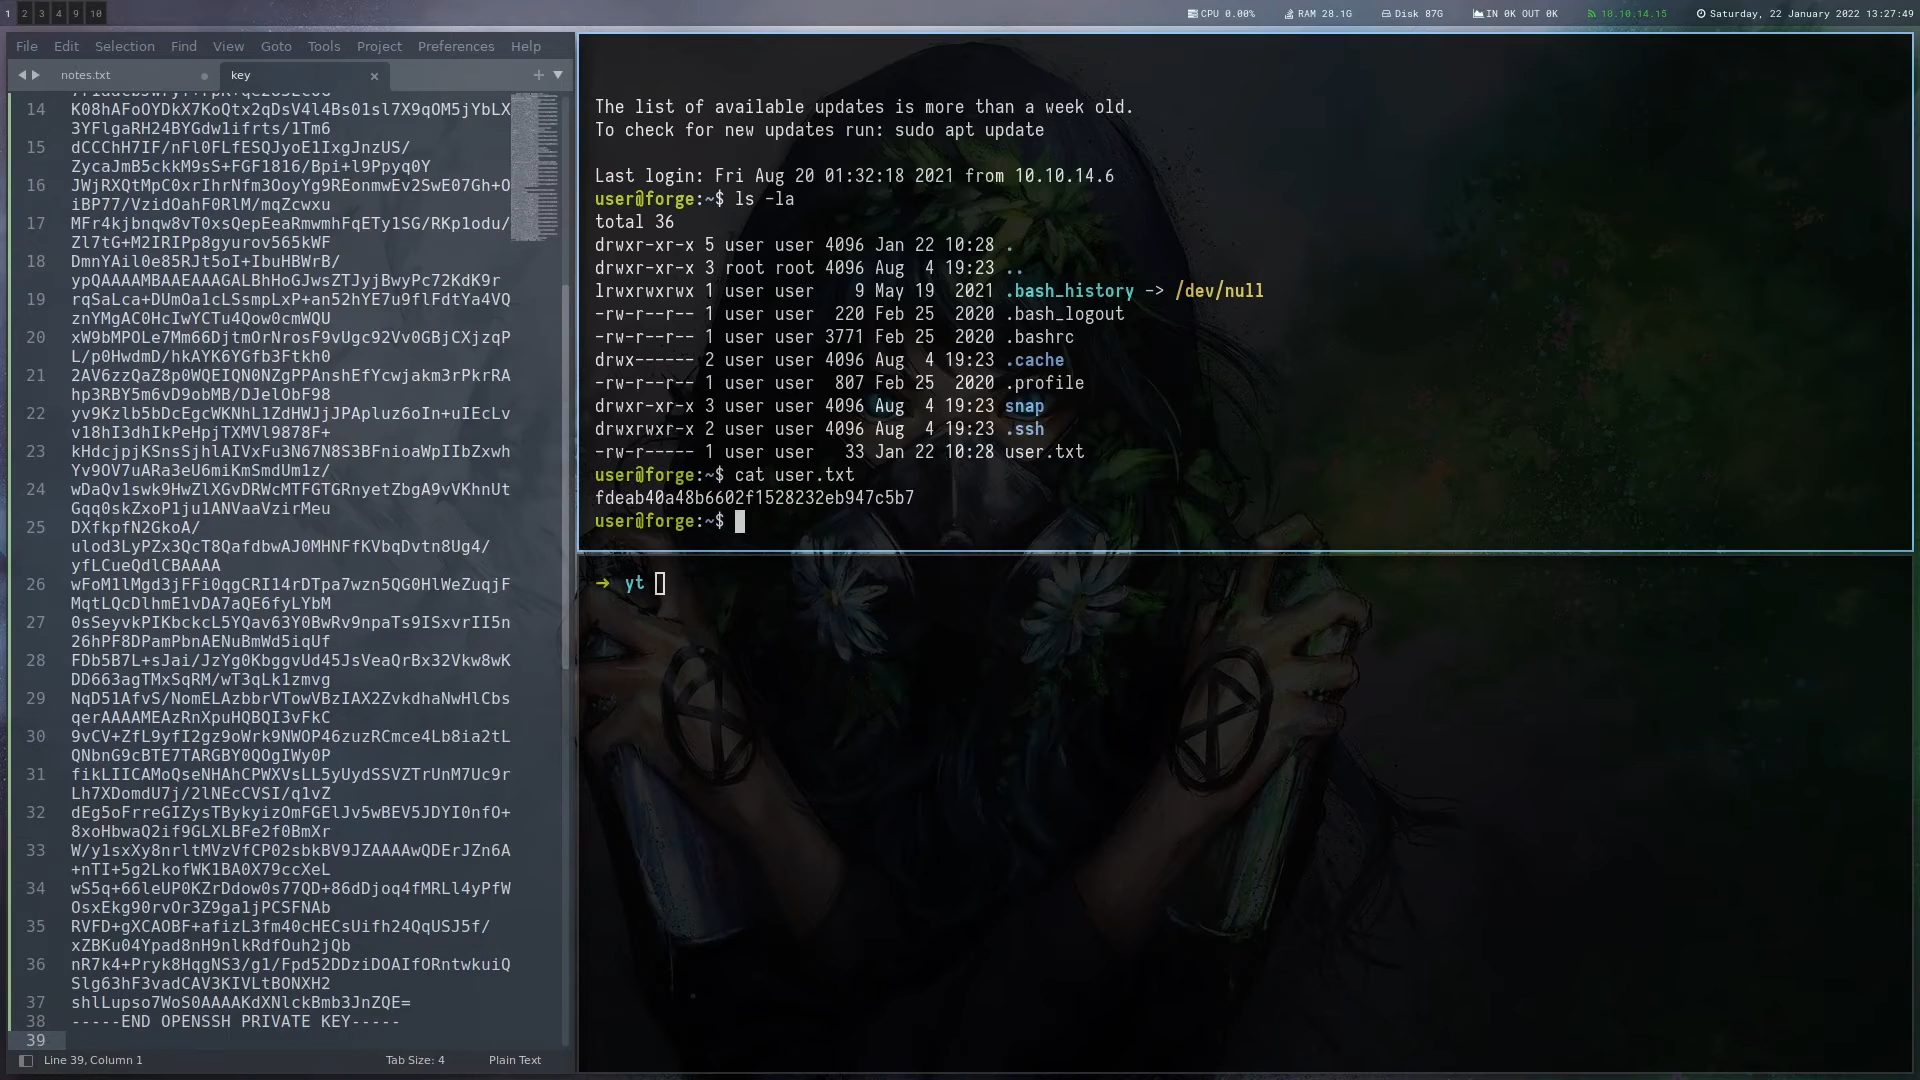 1 2 3 4 9 10
CPU 0.00% RAM 28.1G Disk 87G IN 0K OUT 0K 10.10.14.15 Saturday, 22 January 2022 13:27:49
File Edit Selection Find View Goto Tools Project Preferences Help
notes.txt
key
14 K08hAFoOYDkX7KoQtx2qDsV4l4Bs01sl7X9qOM5jYbLX
3YFlgaRH24BYGdw1ifrts/1Tm6
15 dCCChH7IF/nFl0FLfESQJyoE1IxgJnzUS/
ZycaJmB5ckkM9sS+FGF1816/Bpi+l9Ppyq0Y
16 JWjRXQtMpC0xrIhrNfm3OoyYg9REonmwEv2SwE07Gh+O
iBP77/VzidOahF0RlM/mqZcwxu
17 MFr4kjbnqw8vT0xsQepEeaRmwmhFqETy1SG/RKp1odu/
Zl7tG+M2IRIPp8gyurov565kWF
18 DmnYAil0e85RJt5oI+IbuHBWrB/
ypQAAAAMBAAEAAAGALBhHoGJwsZTJyjBwyPc72KdK9r
19 rqSaLca+DUmOa1cLSsmpLxP+an52hYE7u9flFdtYa4VQ
znYMgAC0HcIwYCTu4Qow0cmWQU
20 xW9bMPOLe7Mm66DjtmOrNrosF9vUgc92Vv0GBjCXjzqP
L/p0HwdmD/hkAYK6YGfb3Ftkh0
21 2AV6zzQaZ8p0WQEIQN0NZgPPAnshEfYcwjakm3rPkrRA
hp3RBY5m6vD9obMB/DJelObF98
22 yv9Kzlb5bDcEgcWKNhL1ZdHWJjJPApluz6oIn+uIEcLv
v18hI3dhIkPeHpjTXMVl9878F+
23 kHdcjpjKSnsSjhlAIVxFu3N67N8S3BFnioaWpIIbZxwh
Yv9OV7uARa3eU6miKmSmdUm1z/
24 wDaQv1swk9HwZlXGvDRWcMTFGTGRnyetZbgA9vVKhnUt
Gqq0skZxoP1ju1ANVaaVzirMeu
25 DXfkpfN2GkoA/
ulod3LyPZx3QcT8QafdbwAJ0MHNFfKVbqDvtn8Ug4/
yfLCueQdlCBAAAA
26 wFoM1lMgd3jFFi0qgCRI14rDTpa7wzn5QG0HlWeZuqjF
MqtLQcDlhmE1vDA7aQE6fyLYbM
27 0sSeyvkPIKbckcL5YQav63Y0BwRv9npaTs9ISxvrII5n
26hPF8DPamPbnAENuBmWd5iqUf
28 FDb5B7L+sJai/JzYg0KbggvUd45JsVeaQrBx32Vkw8wK
DD663agTMxSqRM/wT3qLk1zmvg
29 NqD51AfvS/NomELAzbbrVTowVBzIAX2ZvkdhaNwHlCbs
qerAAAAMEAzRnXpuHQBQI3vFkC
30 9vCV+ZfL9yfI2gz9oWrk9NWOP46zuzRCmce4Lb8ia2tL
QNbnG9cBTE7TARGBY0QOgIWy0P
31 fikLIICAMoQseNHAhCPWXVsLL5yUydSSVZTrUnM7Uc9r
Lh7XDomdU7j/2lNEcCVSI/q1vZ
32 dEg5oFrreGIZysTBykyizOmFGElJv5wBEV5JDYI0nfO+
8xoHbwaQ2if9GLXLBFe2f0BmXr
33 W/y1sxXy8nrltMVzVfCP02sbkBV9JZAAAAwQDErJZn6A
+nTI+5g2LkofWK1BA0X79ccXeL
34 wS5q+66leUP0KZrDdow0s77QD+86dDjoq4fMRLl4yPfW
OsxEkg90rvOr3Z9ga1jPCSFNAb
35 RVFD+gXCAOBF+afizL3fm40cHECsUifh24QqUSJ5f/
xZBKu04Ypad8nH9nlkRdfOuh2jQb
36 nR7k4+Pryk8HqgNS3/g1/Fpd52DDziDOAIfORntwkuiQ
Slg63hF3vadCAV3KIVLtBONXH2
37 shlLupso7WoS0AAAAKdXNlckBmb3JnZQE=
38 -----END OPENSSH PRIVATE KEY-----
39
Line 39, Column 1 Tab Size: 4 Plain Text
The list of available updates is more than a week old.
To check for new updates run: sudo apt update
Last login: Fri Aug 20 01:32:18 2021 from 10.10.14.6
user@forge:~$ ls -la
total 36
drwxr-xr-x 5 user user 4096 Jan 22 10:28 .
drwxr-xr-x 3 root root 4096 Aug  4 19:23 ..
lrwxrwxrwx 1 user user    9 May 19  2021 .bash_history -> /dev/null
-rw-r--r-- 1 user user  220 Feb 25  2020 .bash_logout
-rw-r--r-- 1 user user 3771 Feb 25  2020 .bashrc
drwx------ 2 user user 4096 Aug  4 19:23 .cache
-rw-r--r-- 1 user user  807 Feb 25  2020 .profile
drwxr-xr-x 3 user user 4096 Aug  4 19:23 snap
drwxrwxr-x 2 user user 4096 Aug  4 19:23 .ssh
-rw-r----- 1 user user   33 Jan 22 10:28 user.txt
user@forge:~$ cat user.txt
fdeab40a48b6602f1528232eb947c5b7
user@forge:~$
→ yt